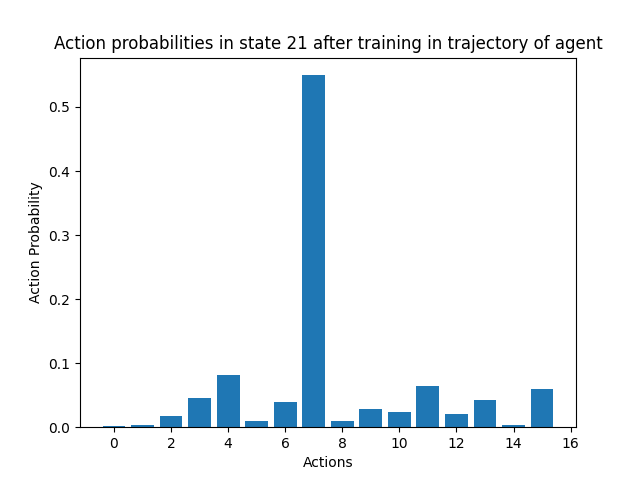 Action probabilities in state 21 after training in trajectory of agent
Action Probability
0.5
0.4
0.3
0.2
0.1
0.0
0 2 4 6 8 10 12 14 16
Actions